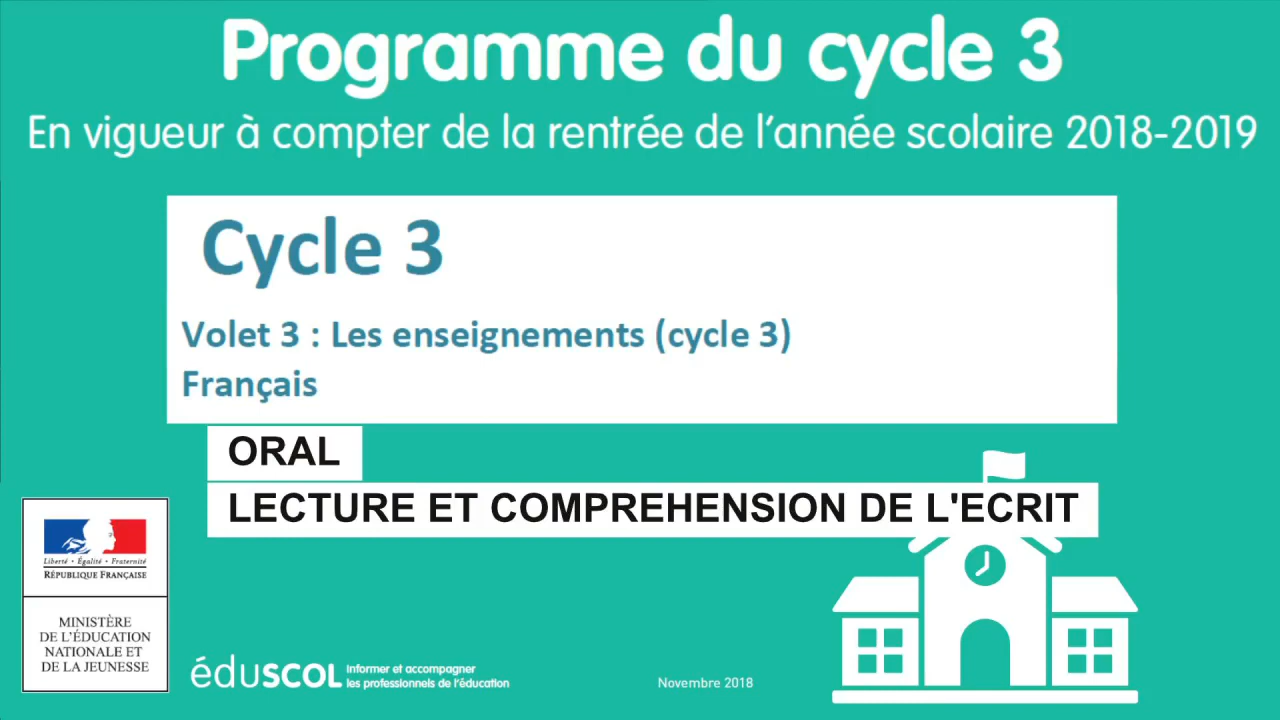 Programme du cycle 3
En vigueur à compter de la rentrée de l'année scolaire 2018-2019
Cycle 3
Volet 3 : Les enseignements (cycle 3)
Français
ORAL
LECTURE ET COMPREHENSION DE L'ECRIT
Liberté • Égalité • Fraternité
RÉPUBLIQUE FRANÇAISE
MINISTÈRE
DE L'ÉDUCATION
NATIONALE ET
DE LA JEUNESSE
éduSCOL
Informer et accompagner
les professionnels de l'éducation
Novembre 2018